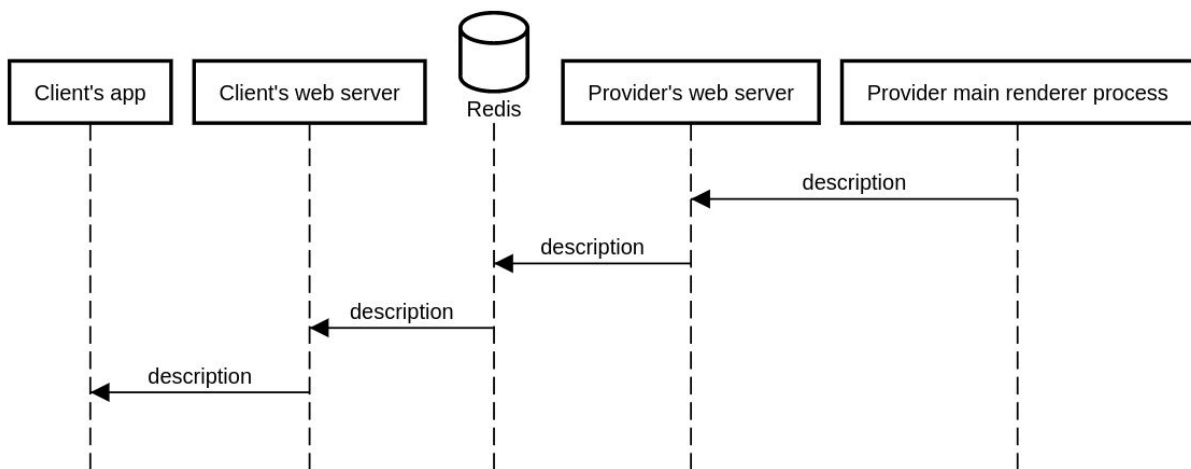 Client's app
Client's web server
Redis
Provider's web server
Provider main renderer process
description
description
description
description